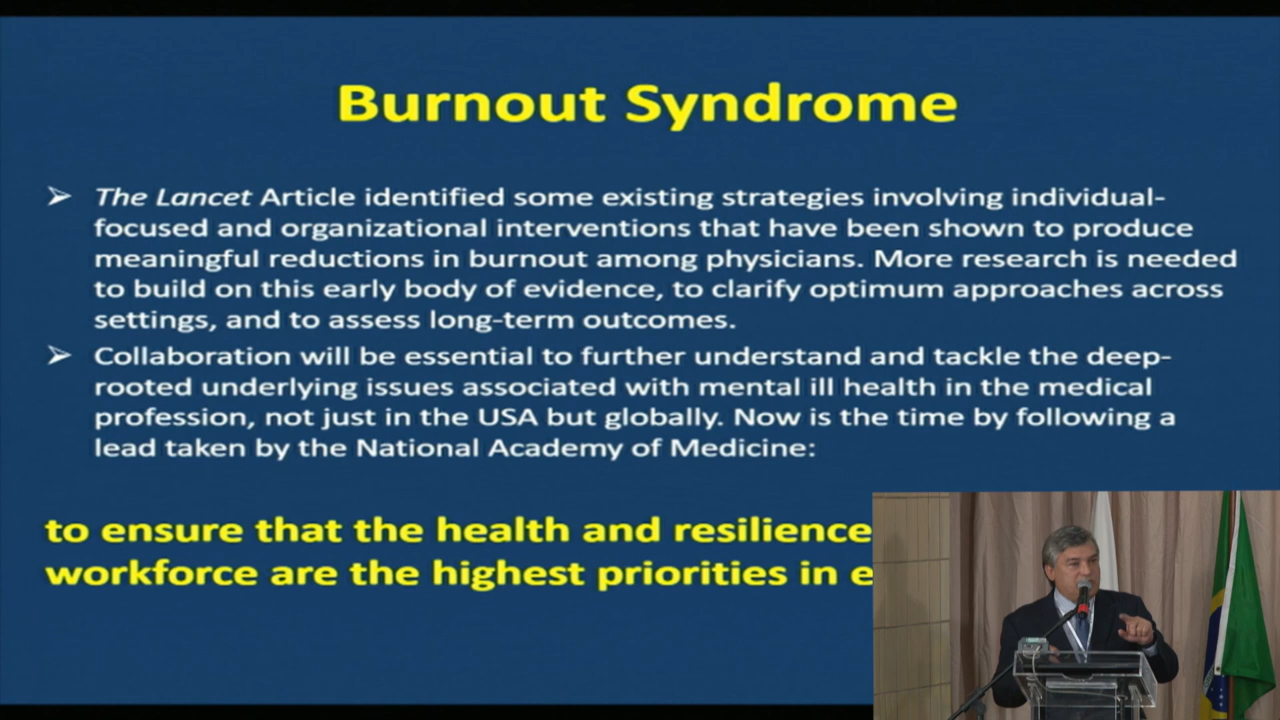 Burnout Syndrome
➢ The Lancet Article identified some existing strategies involving individual-
focused and organizational interventions that have been shown to produce
meaningful reductions in burnout among physicians. More research is needed
to build on this early body of evidence, to clarify optimum approaches across
settings, and to assess long-term outcomes.
➢ Collaboration will be essential to further understand and tackle the deep-
rooted underlying issues associated with mental ill health in the medical
profession, not just in the USA but globally. Now is the time by following a
lead taken by the National Academy of Medicine:
to ensure that the health and resilience
workforce are the highest priorities in e